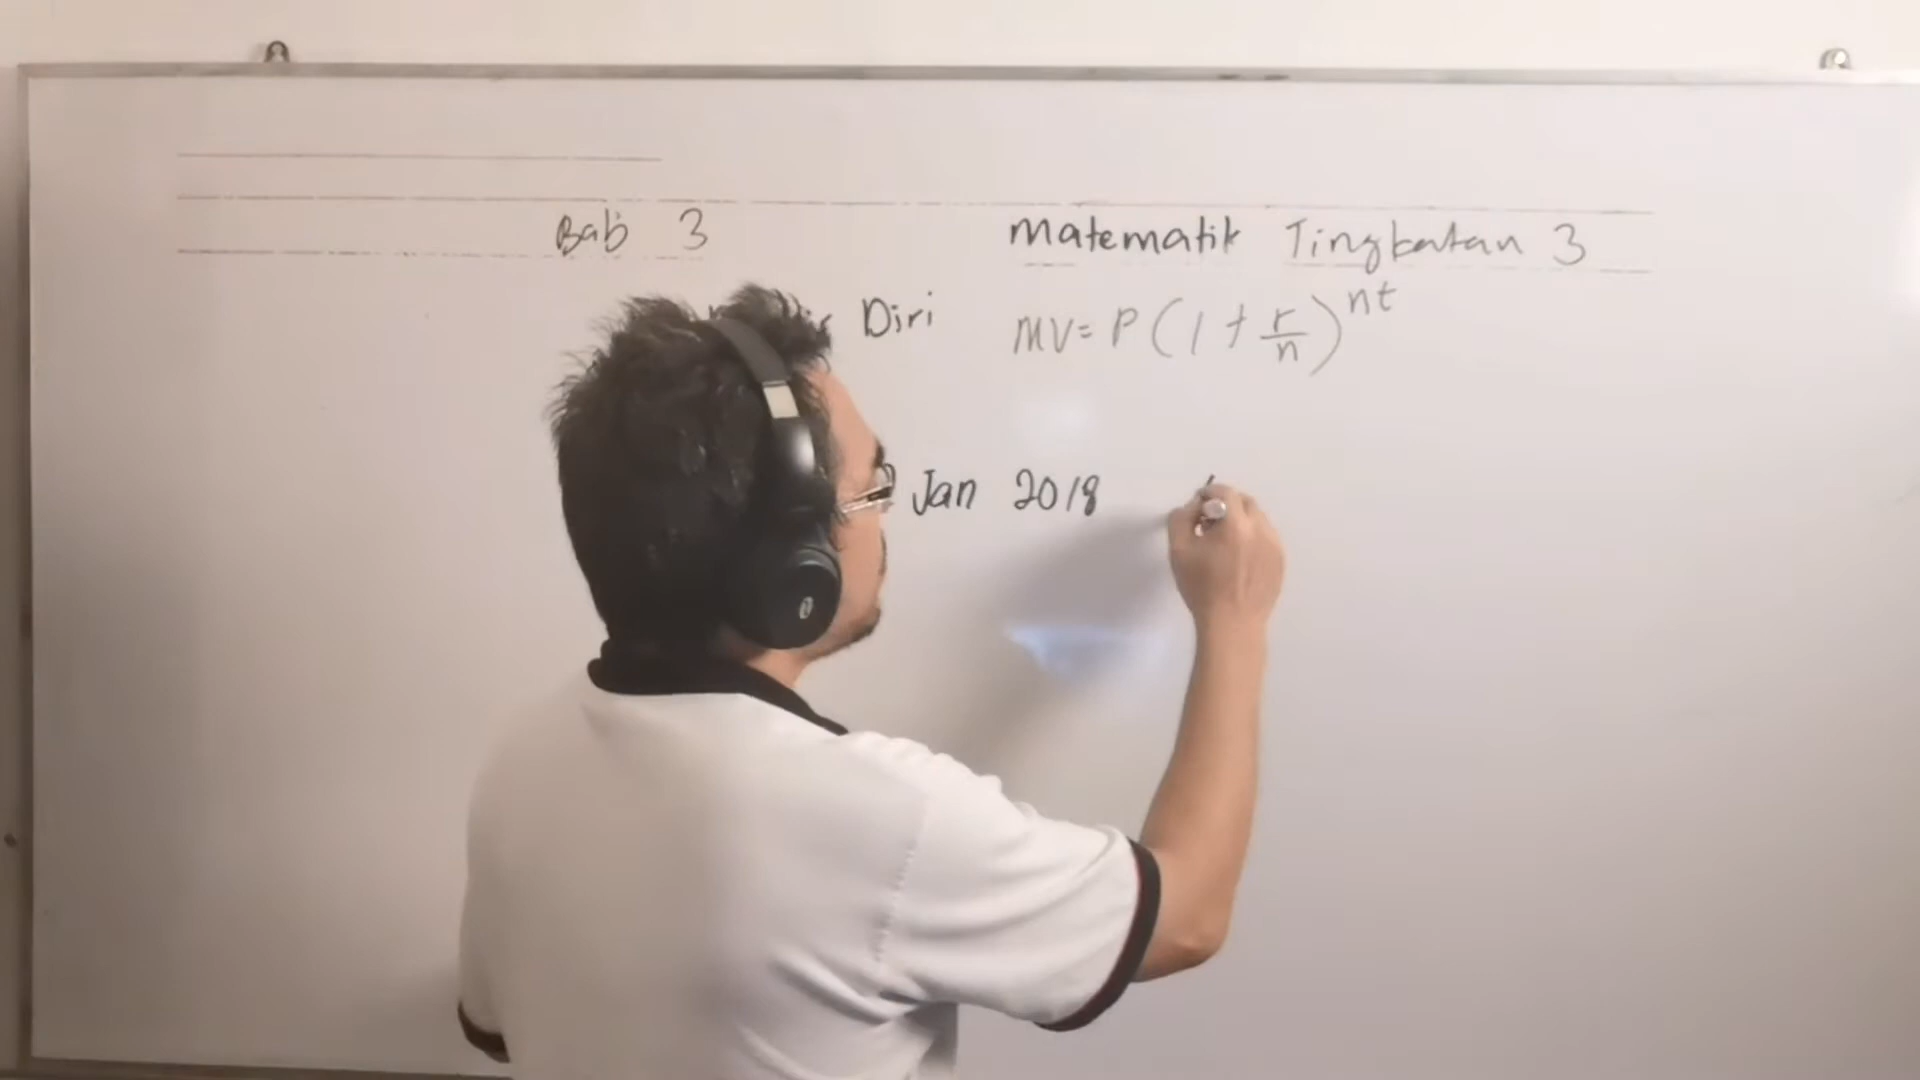 Bab 3 Matematik Tingkatan 3
Diri MV = P(1 + r/n)^nt
Jan 2018